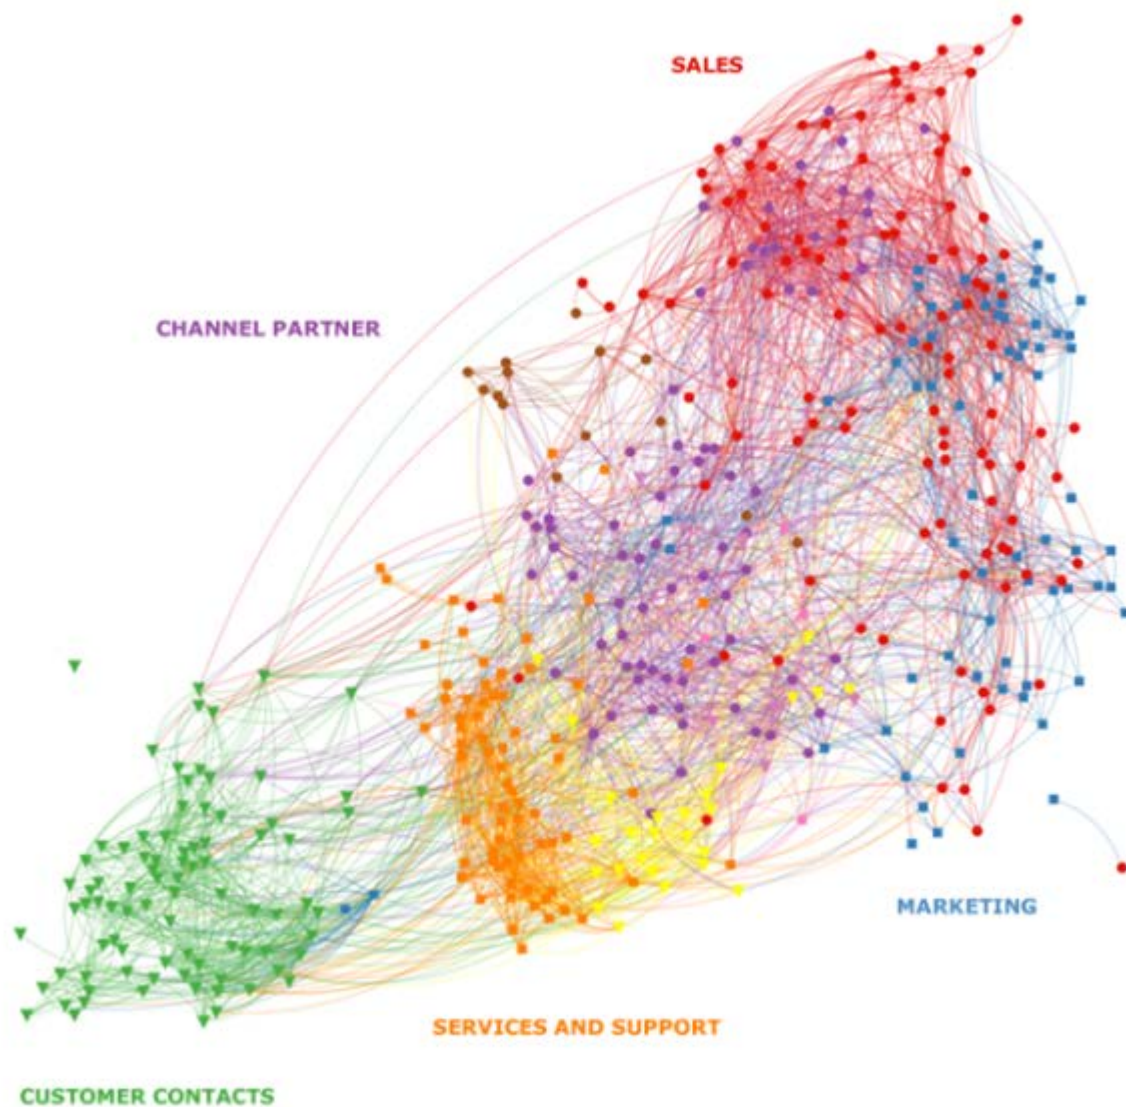 SALES
CHANNEL PARTNER
MARKETING
SERVICES AND SUPPORT
CUSTOMER CONTACTS